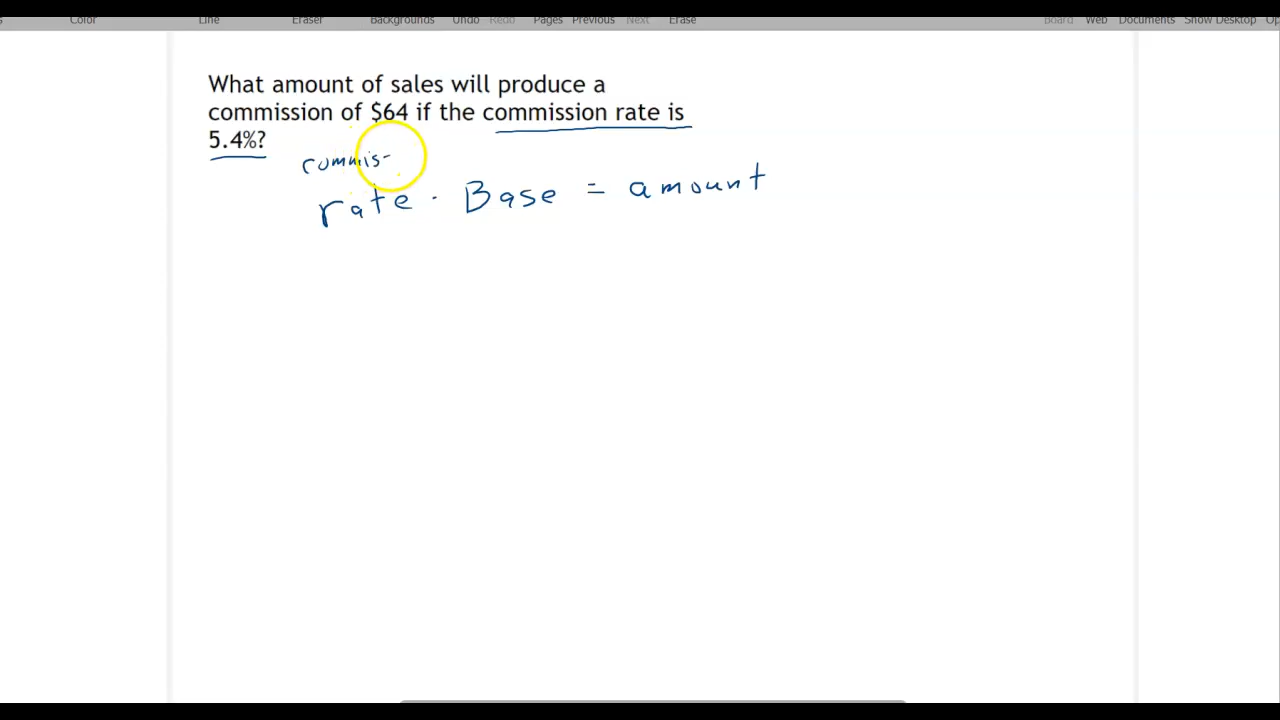 Color Line Eraser Backgrounds Undo Redo Pages Previous Next Erase Board Web Documents Show Desktop
What amount of sales will produce a
commission of $64 if the commission rate is
5.4%?
commis-
rate · Base = amount